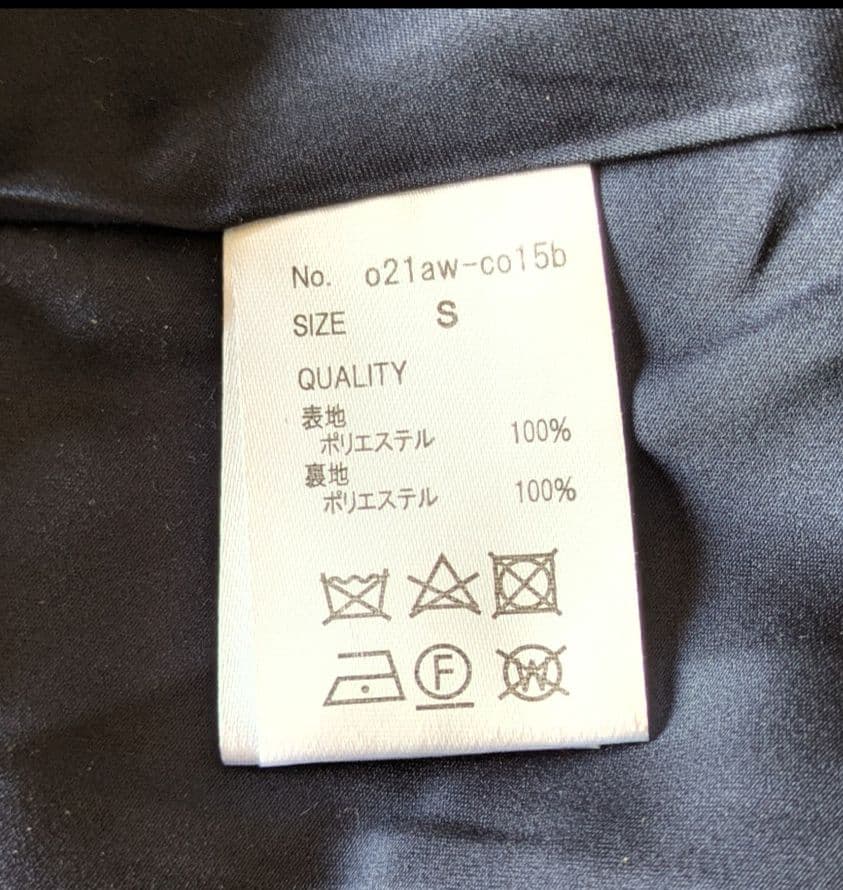 No. o21aw-co15b
SIZE S
QUALITY
表地
ポリエステル 100%
裏地
ポリエステル 100%
F W